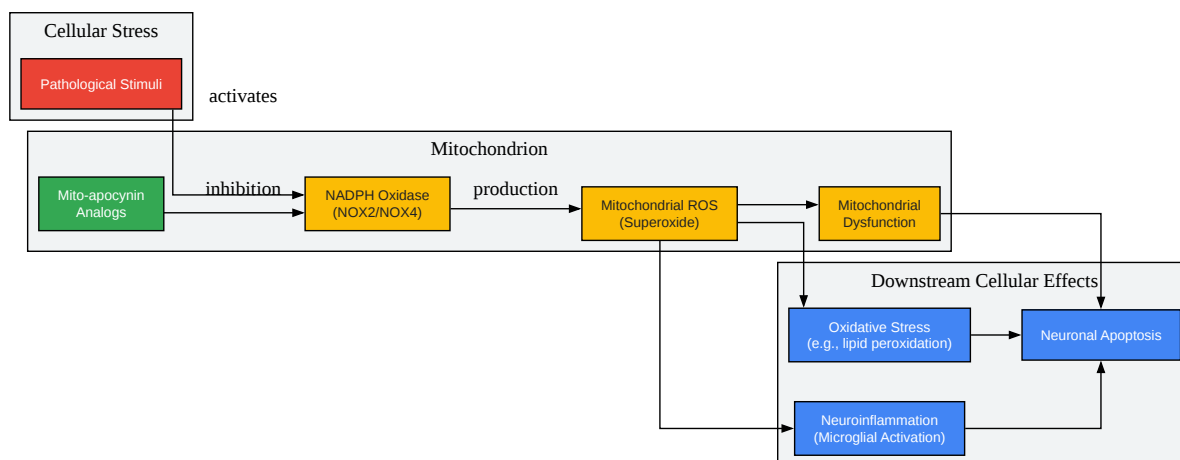 Cellular Stress
Pathological Stimuli
activates
Mitochondrion
Mito-apocynin
Analogs
inhibition
NADPH Oxidase
(NOX2/NOX4)
production
Mitochondrial ROS
(Superoxide)
Mitochondrial
Dysfunction
Downstream Cellular Effects
Oxidative Stress
(e.g., lipid peroxidation)
Neuronal Apoptosis
Neuroinflammation
(Microglial Activation)